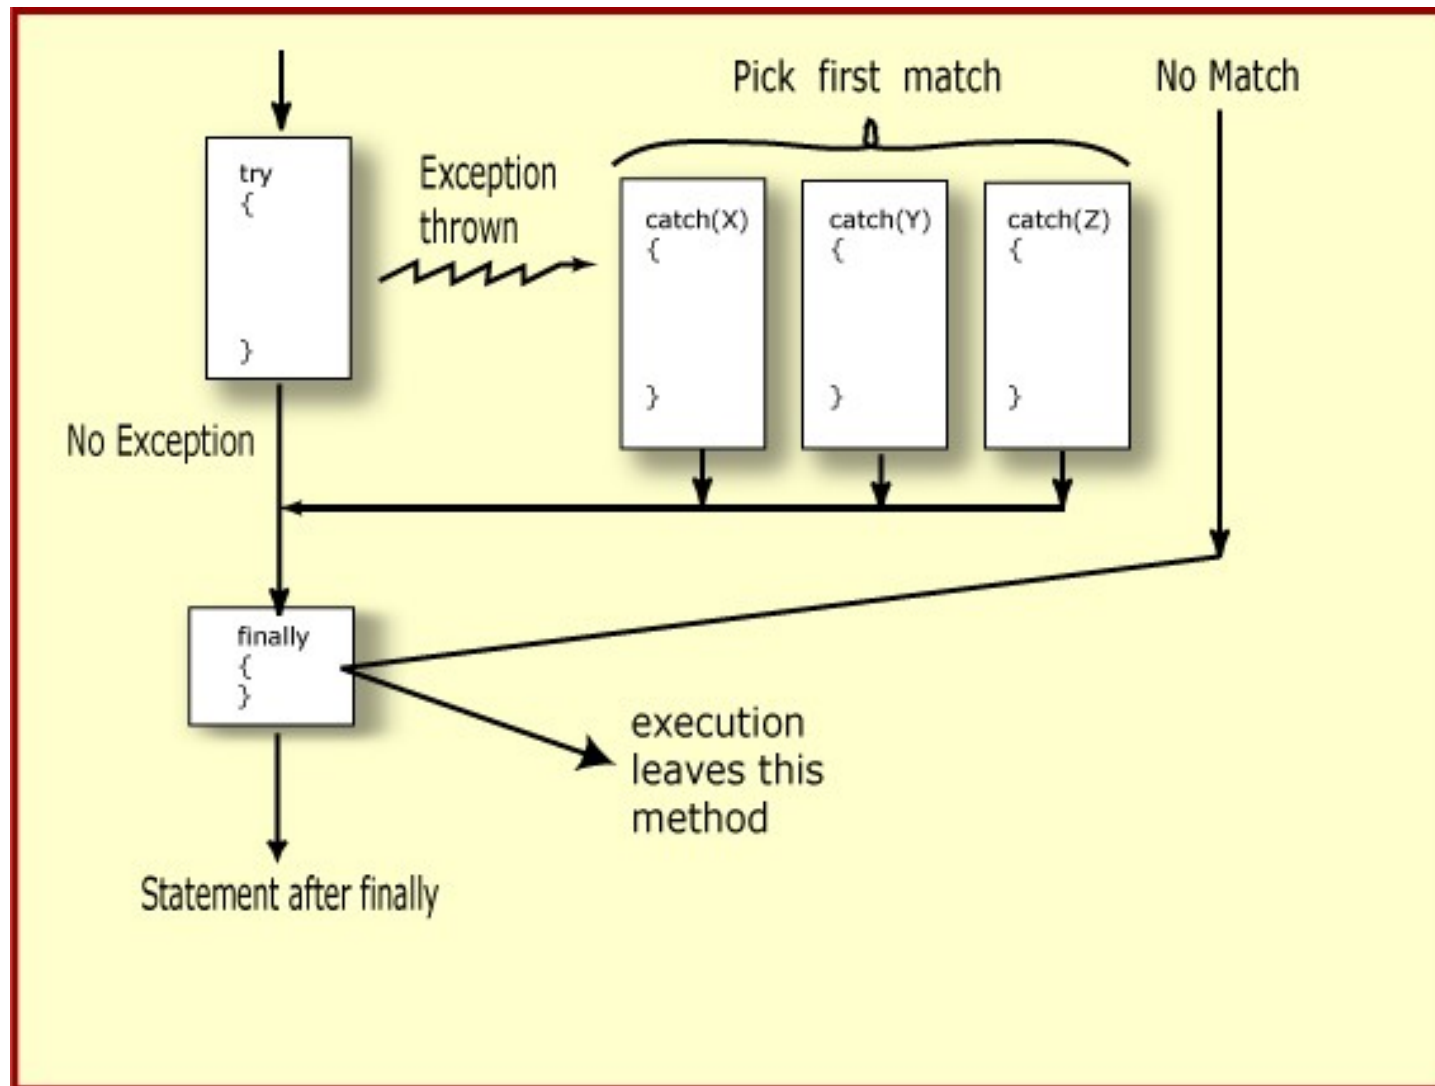 Pick first match
No Match
try
{
}
Exception
thrown
catch(X)
{
}
catch(Y)
{
}
catch(Z)
{
}
No Exception
finally
{
}
execution
leaves this
method
Statement after finally